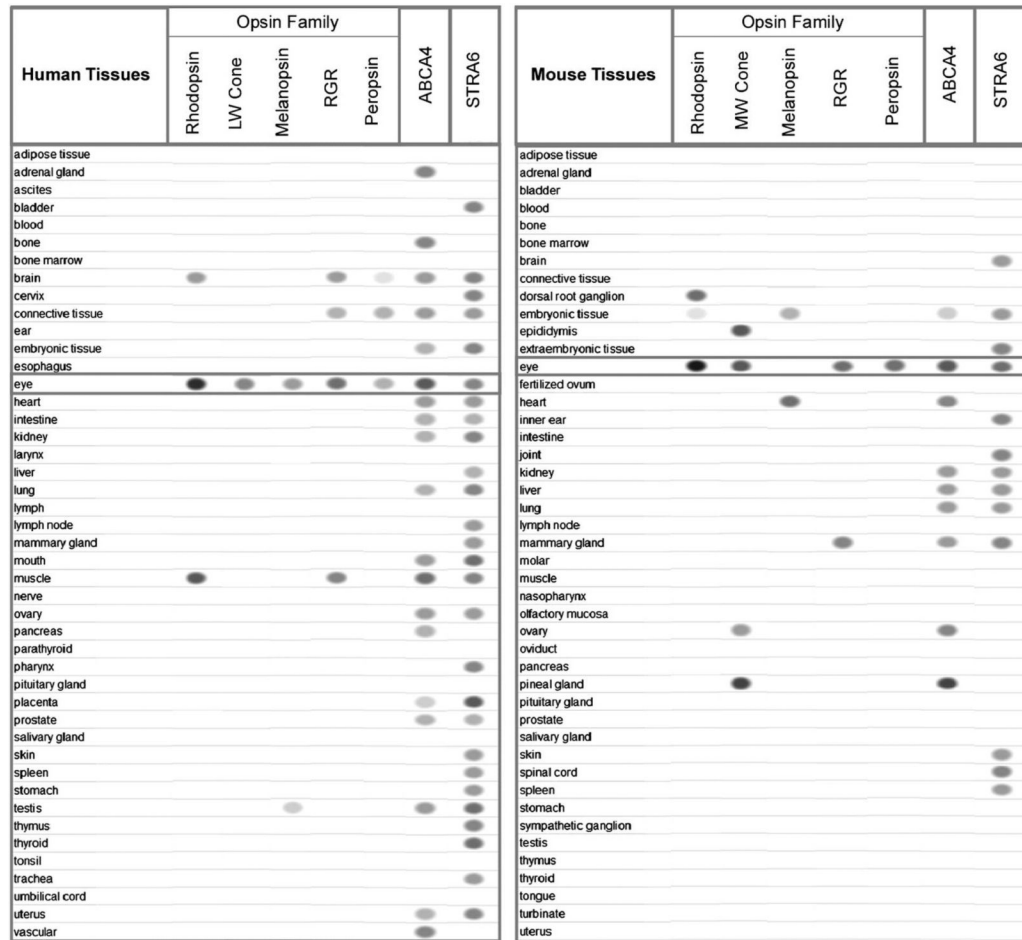 Human Tissues
Opsin Family
Rhodopsin
LW Cone
Melanopsin
RGR
Peropsin
ABCA4
STRA6
adipose tissue
adrenal gland
ascites
bladder
blood
bone
bone marrow
brain
cervix
connective tissue
ear
embryonic tissue
esophagus
eye
heart
intestine
kidney
larynx
liver
lung
lymph
lymph node
mammary gland
mouth
muscle
nerve
ovary
pancreas
parathyroid
pharynx
pituitary gland
placenta
prostate
salivary gland
skin
spleen
stomach
testis
thymus
thyroid
tonsil
trachea
umbilical cord
uterus
vascular
Mouse Tissues
Opsin Family
Rhodopsin
MW Cone
Melanopsin
RGR
Peropsin
ABCA4
STRA6
adipose tissue
adrenal gland
bladder
blood
bone
bone marrow
brain
connective tissue
dorsal root ganglion
embryonic tissue
epididymis
extraembryonic tissue
eye
fertilized ovum
heart
inner ear
intestine
joint
kidney
liver
lung
lymph node
mammary gland
molar
muscle
nasopharynx
olfactory mucosa
ovary
oviduct
pancreas
pineal gland
pituitary gland
prostate
salivary gland
skin
spinal cord
spleen
stomach
sympathetic ganglion
testis
thymus
thyroid
tongue
turbinate
uterus